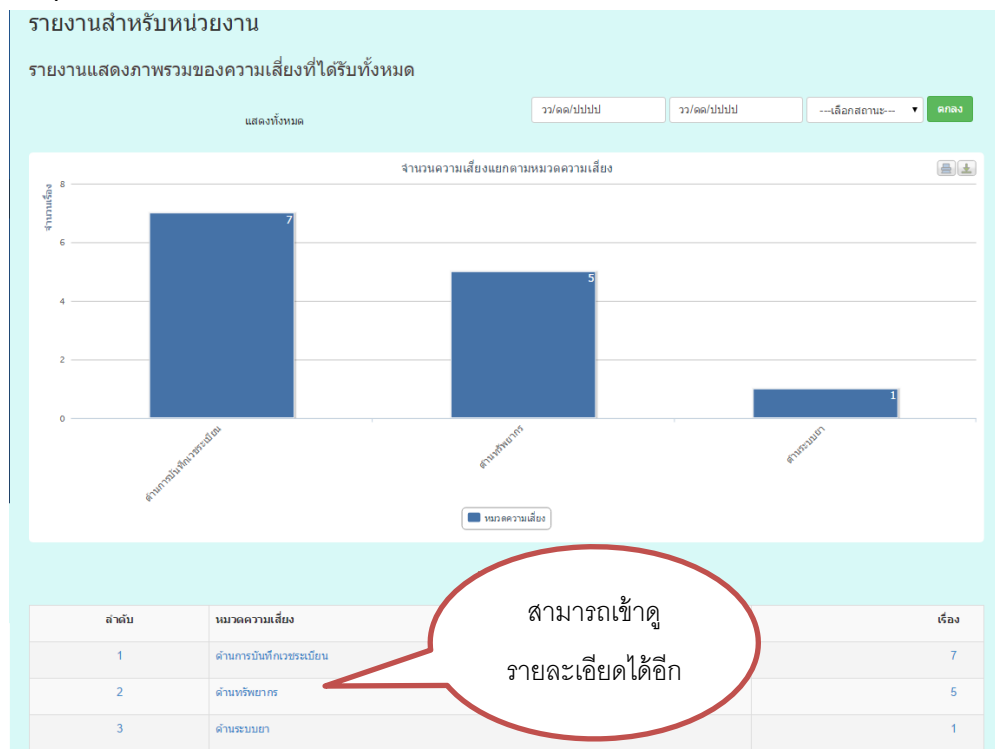 รายงานสำหรับหน่วยงาน
รายงานแสดงภาพรวมของความเสี่ยงที่ได้รับทั้งหมด
แสดงทั้งหมด
วว/ดด/ปปปป
วว/ดด/ปปปป
---เลือกสถานะ---
ตกลง
จำนวนความเสี่ยงแยกตามหมวดความเสี่ยง
จำนวนเรื่อง
8
6
4
2
0
7
5
1
ด้านการบันทึกเวชระเบียน
ด้านทรัพยากร
ด้านระบบยา
หมวดความเสี่ยง
สามารถเข้าดู
รายละเอียดได้อีก
ลำดับ หมวดความเสี่ยง เรื่อง
1 ด้านการบันทึกเวชระเบียน 7
2 ด้านทรัพยากร 5
3 ด้านระบบยา 1